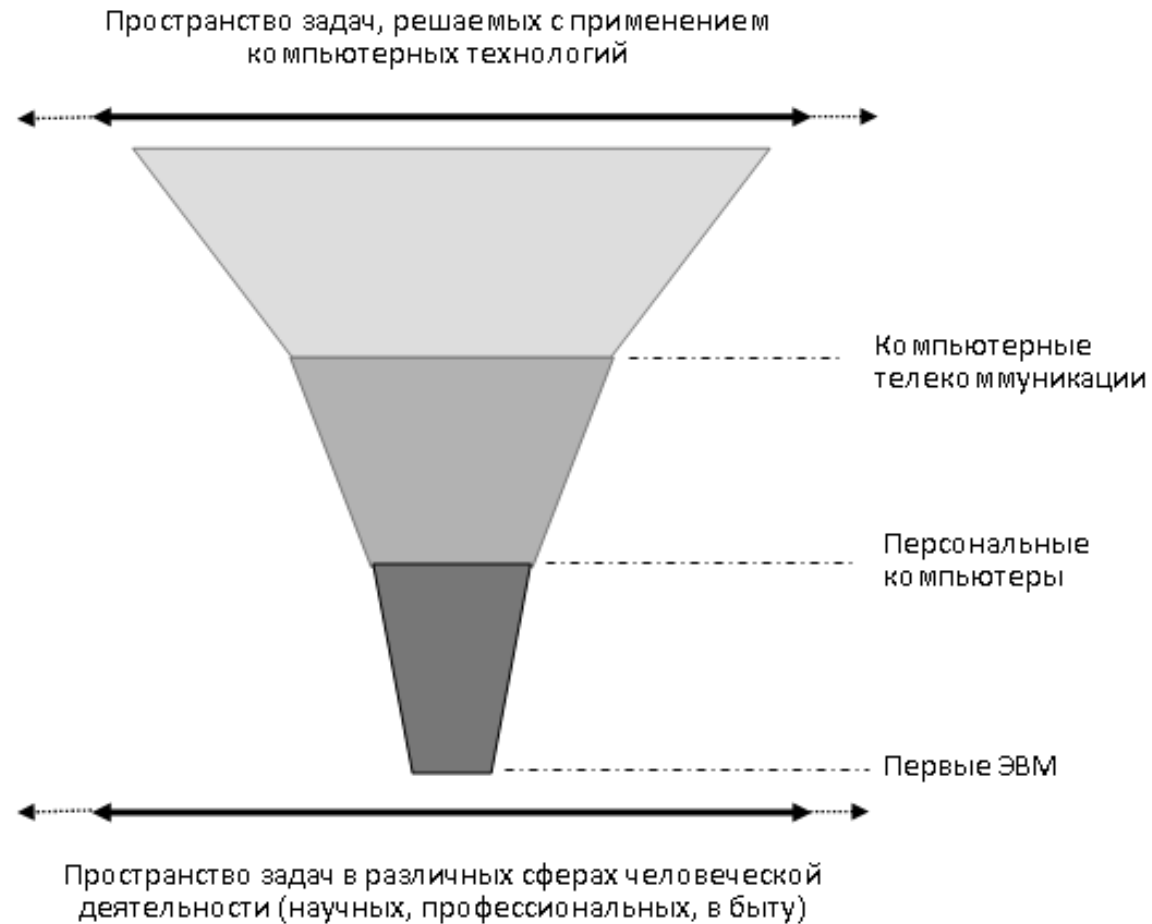 Пространство задач, решаемых с применением
компьютерных технологий
Компьютерные
телекоммуникации
Персональные
компьютеры
Первые ЭВМ
Пространство задач в различных сферах человеческой
деятельности (научных, профессиональных, в быту)